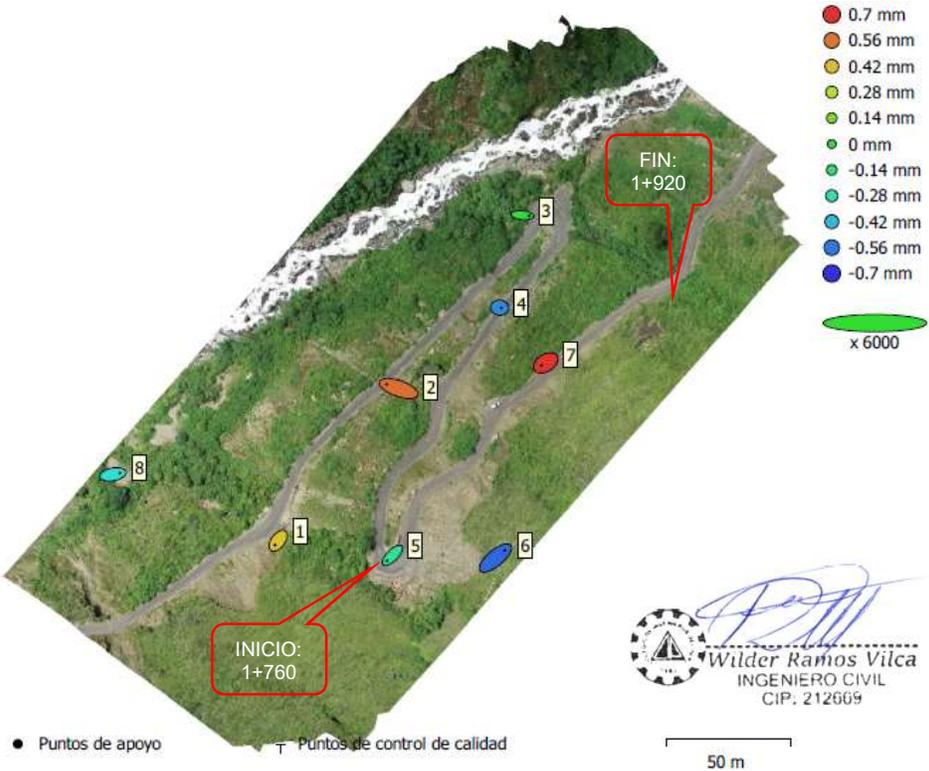 0.7 mm
0.56 mm
0.42 mm
0.28 mm
0.14 mm
0 mm
-0.14 mm
-0.28 mm
-0.42 mm
-0.56 mm
-0.7 mm
x 6000
FIN:
1+920
3
4
7
2
8
1
5
6
INICIO:
1+760
Wilder Ramos Vilca
INGENIERO CIVIL
CIP: 212669
Puntos de apoyo
Puntos de control de calidad
50 m